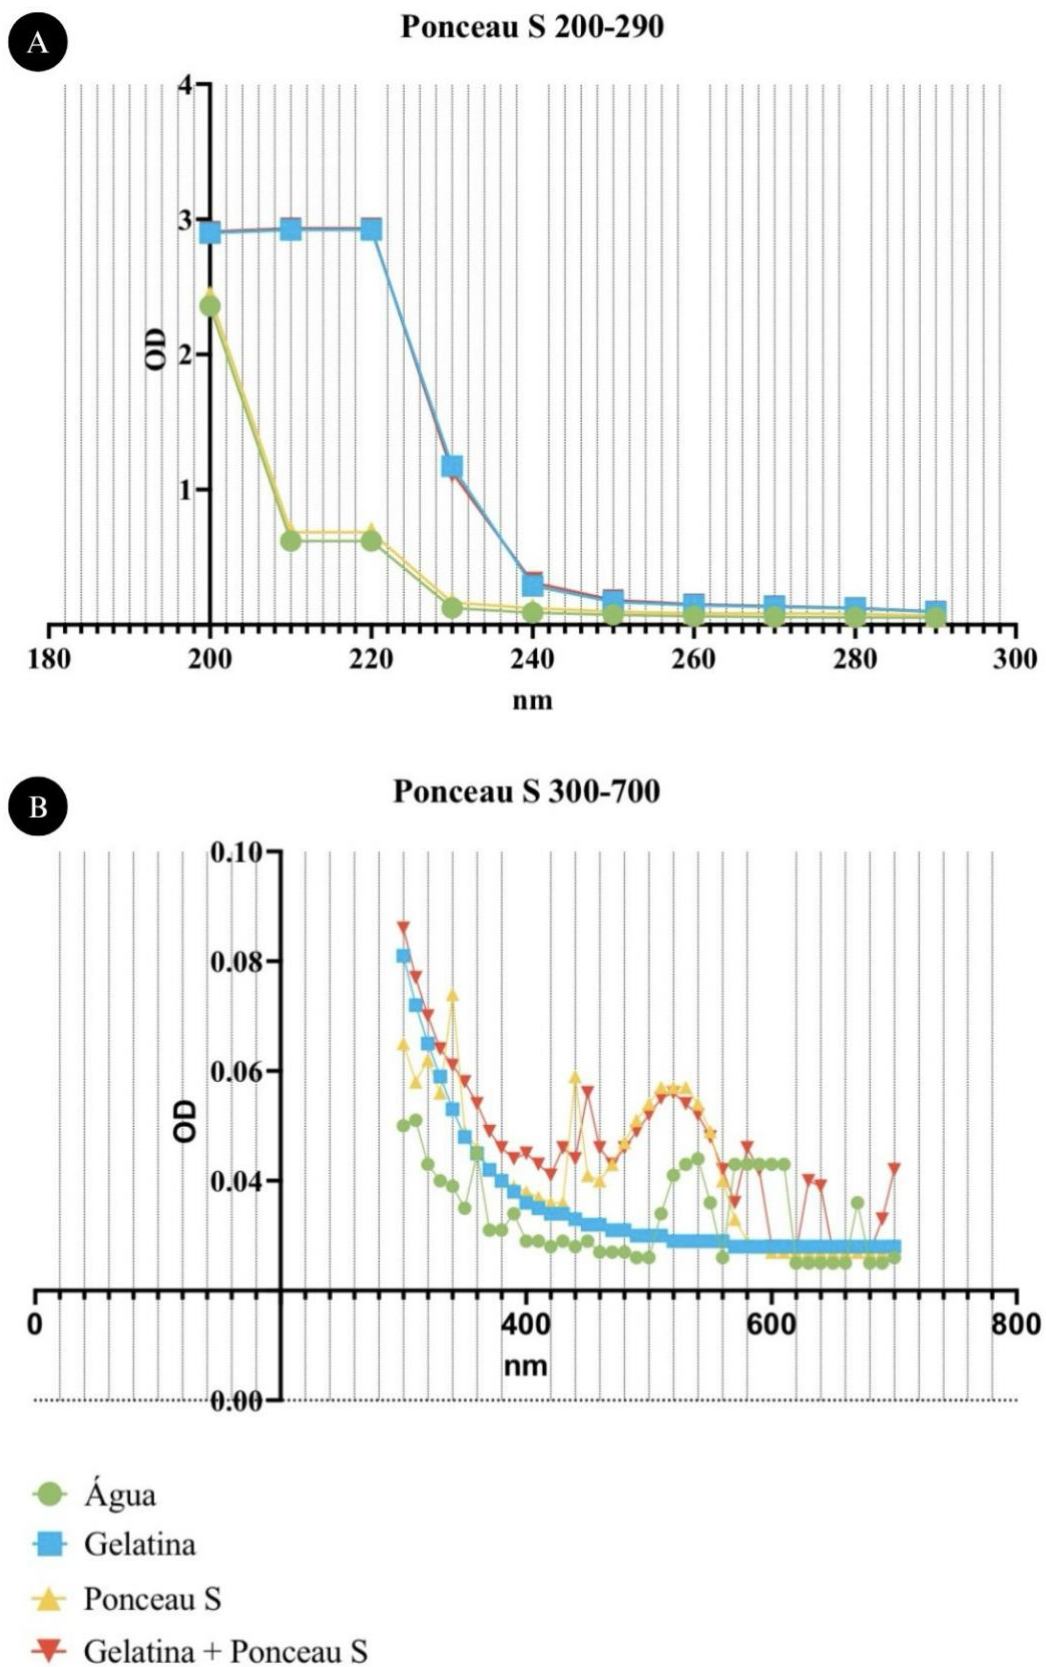 A
Ponceau S 200-290
4
3
OD
2
1
180 200 220 240 260 280 300
nm
B
Ponceau S 300-700
0.10
0.08
0.06
OD
0.04
0 400 600 800
nm
0.00
Água
Gelatina
Ponceau S
Gelatina + Ponceau S